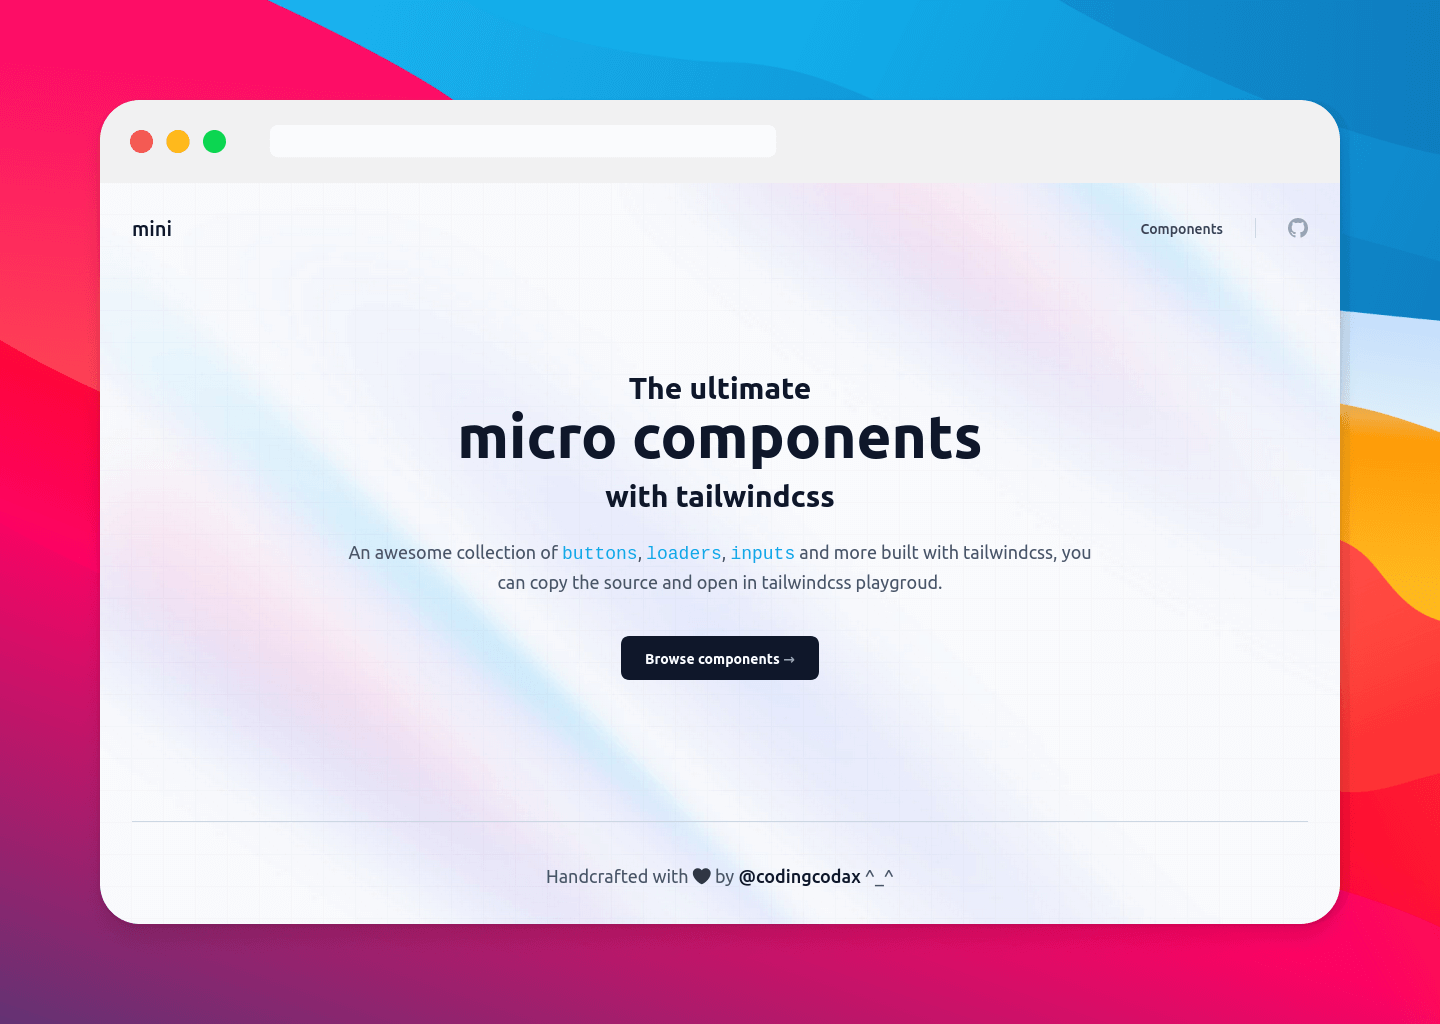 mini
Components
The ultimate
micro components
with tailwindcss
An awesome collection of buttons, loaders, inputs and more built with tailwindcss, you
can copy the source and open in tailwindcss playgroud.
Browse components →
Handcrafted with 🖤 by @codingcodax ^_^